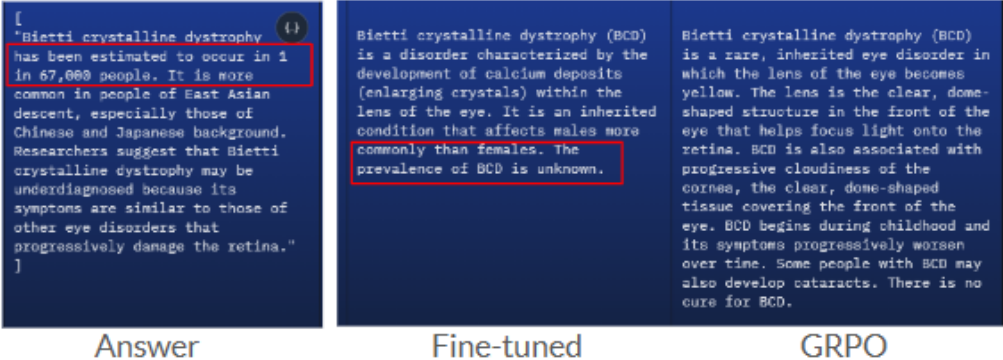 [
"Bietti crystalline dystrophy
{}
has been estimated to occur in 1
in 67,000 people. It is more
common in people of East Asian
descent, especially those of
Chinese and Japanese background.
Researchers suggest that Bietti
crystalline dystrophy may be
underdiagnosed because its
symptoms are similar to those of
other eye disorders that
progressively damage the retina."
]
Answer
Bietti crystalline dystrophy (BCD)
is a disorder characterized by the
development of calcium deposits
(enlarging crystals) within the
lens of the eye. It is an inherited
condition that affects males more
commonly than females. The
prevalence of BCD is unknown.
Fine-tuned
Bietti crystalline dystrophy (BCD)
is a rare, inherited eye disorder in
which the lens of the eye becomes
yellow. The lens is the clear, dome-
shaped structure in the front of the
eye that helps focus light onto the
retina. BCD is also associated with
progressive cloudiness of the
cornea, the clear, dome-shaped
tissue covering the front of the
eye. BCD begins during childhood and
its symptoms progressively worsen
over time. Some people with BCD may
also develop cataracts. There is no
cure for BCD.
GRPO